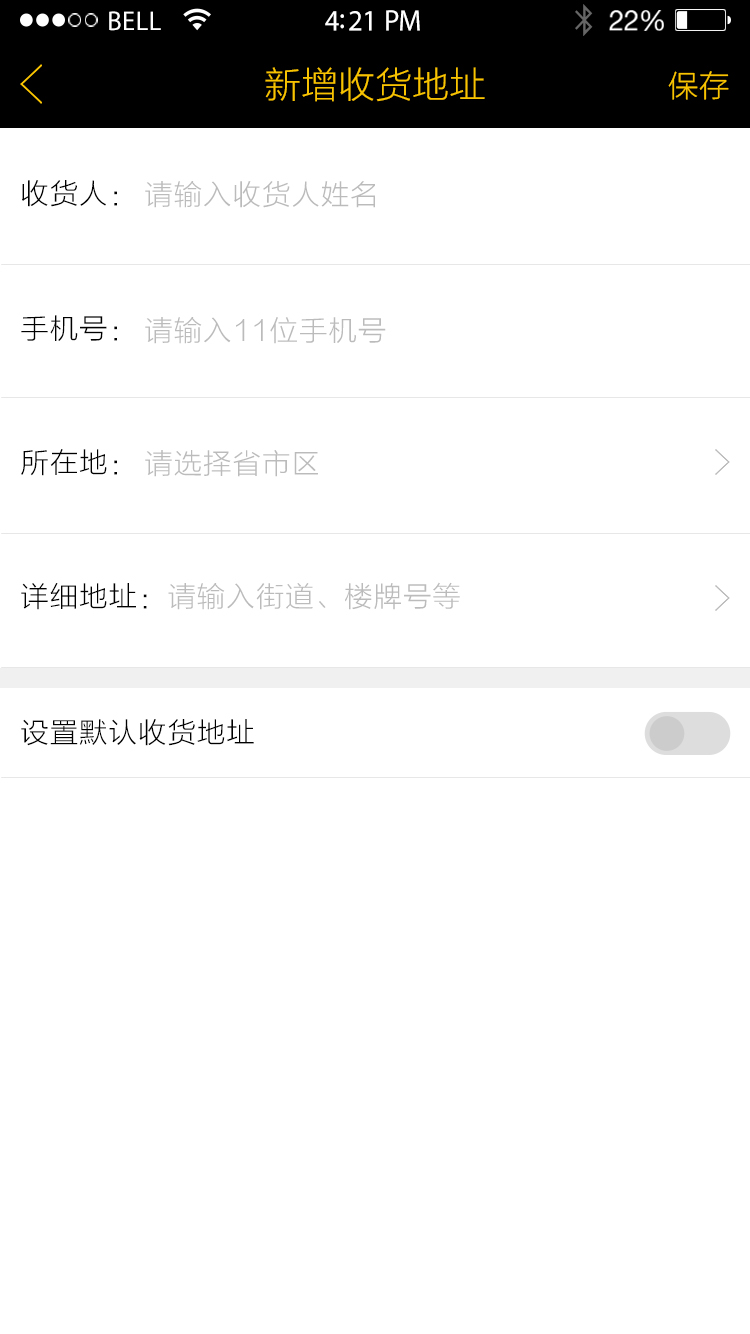 BELL 4:21 PM 22%
新增收货地址 保存
收货人： 请输入收货人姓名
手机号： 请输入11位手机号
所在地： 请选择省市区
详细地址： 请输入街道、楼牌号等
设置默认收货地址